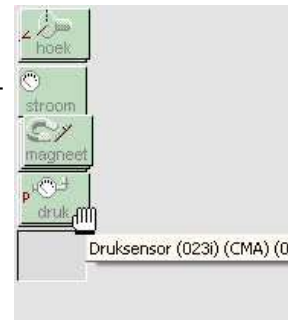 hoek
stroom
magneet
P
druk
Druksensor (023i) (CMA) (0